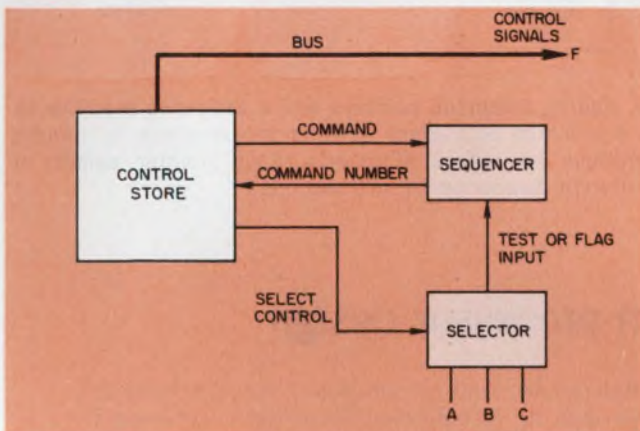 CONTROL
SIGNALS
BUS
F
COMMAND
CONTROL
STORE
SEQUENCER
COMMAND NUMBER
TEST OR FLAG
INPUT
SELECT
CONTROL
SELECTOR
A B C